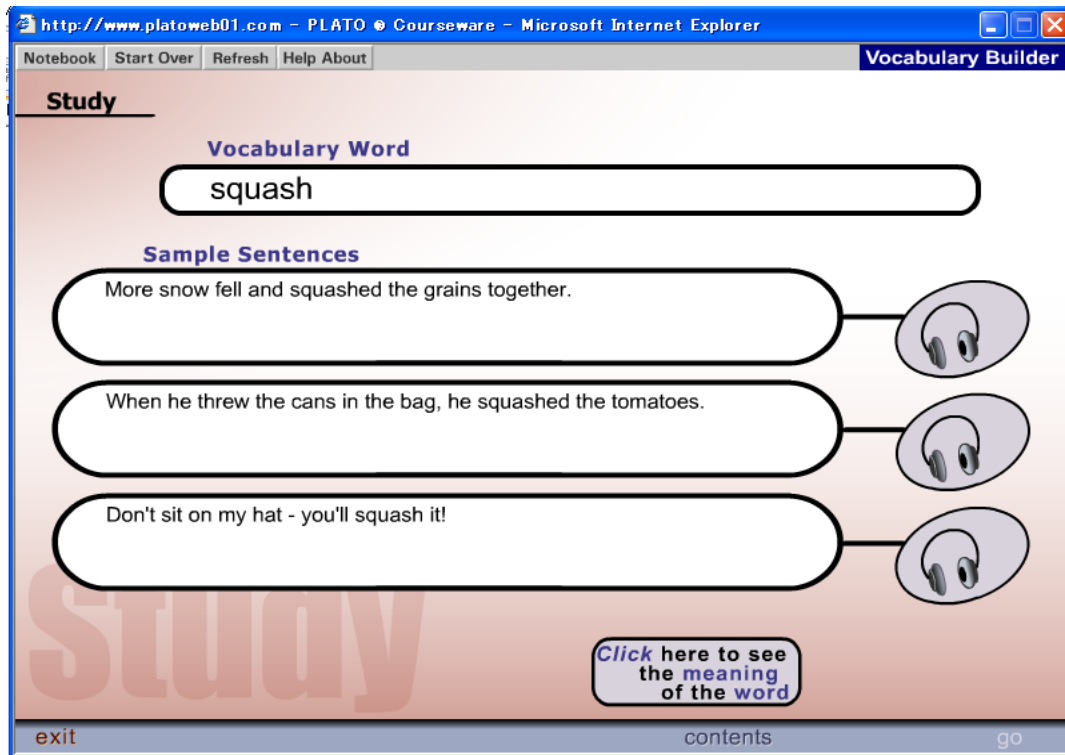 http://www.platoweb01.com - PLATO ® Courseware - Microsoft Internet Explorer
Notebook Start Over Refresh Help About Vocabulary Builder
Study
Vocabulary Word
squash
Sample Sentences
More snow fell and squashed the grains together.
When he threw the cans in the bag, he squashed the tomatoes.
Don't sit on my hat - you'll squash it!
Study
Click here to see
the meaning
of the word
exit contents go